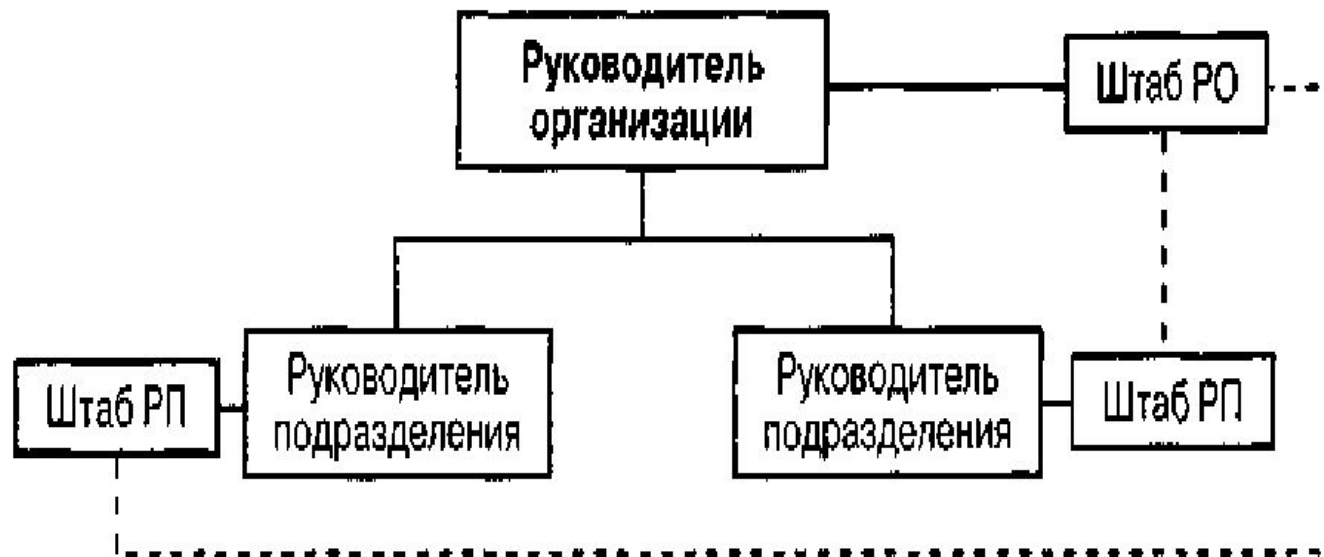 Руководитель
организации
Штаб РО
Штаб РП
Руководитель
подразделения
Руководитель
подразделения
Штаб РП